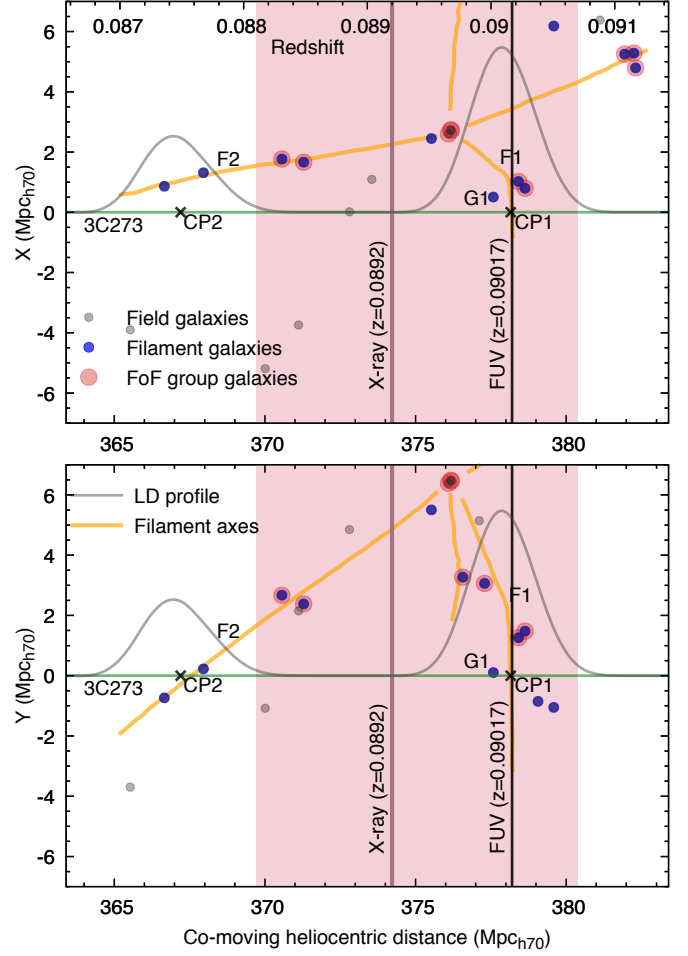 0.087 0.088 0.089 0.09 0.091
Redshift
6
4
2
0
-2
-4
-6
X (Mpc_h70)
F2
F1
G1
3C273
CP2
CP1
X-ray (z=0.0892)
FUV (z=0.09017)
Field galaxies
Filament galaxies
FoF group galaxies
365 370 375 380
6
4
2
0
-2
-4
-6
Y (Mpc_h70)
LD profile
Filament axes
F2
F1
G1
3C273
CP2
CP1
X-ray (z=0.0892)
FUV (z=0.09017)
365 370 375 380
Co-moving heliocentric distance (Mpc_h70)